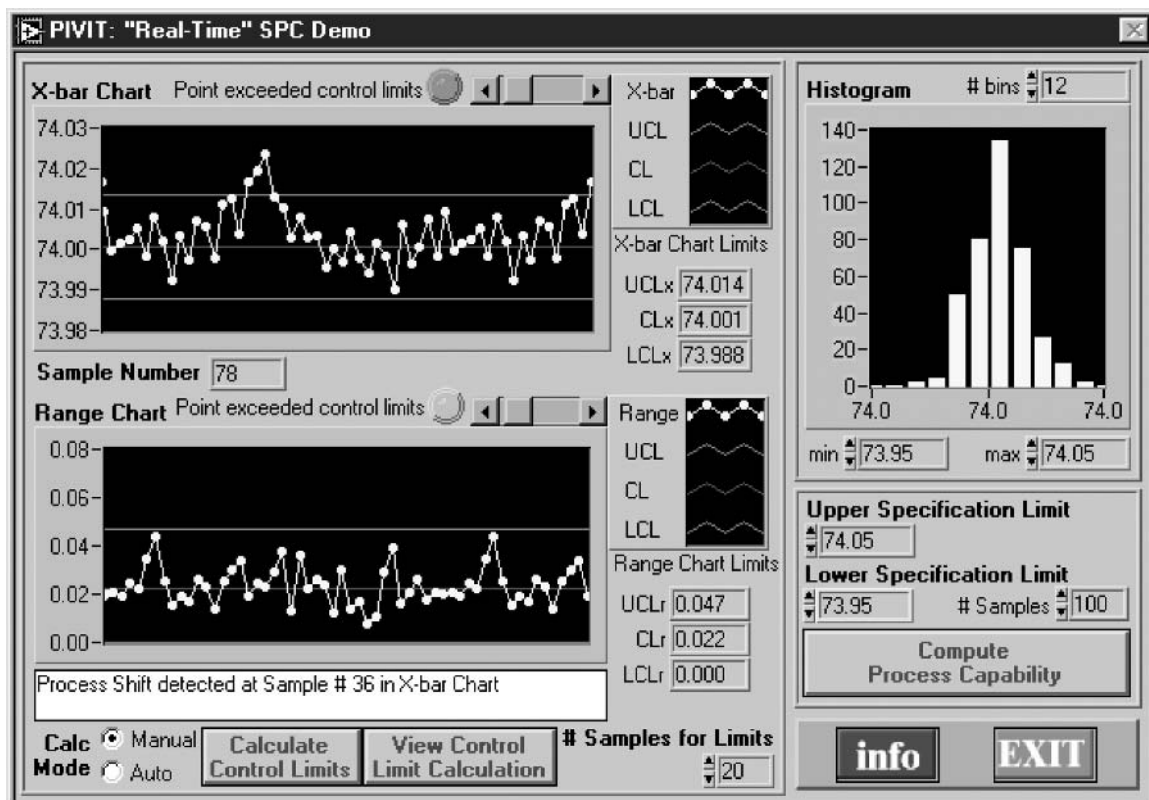 PIVIT: "Real-Time" SPC Demo
X-bar Chart
Point exceeded control limits
74.03
74.02
74.01
74.00
73.99
73.98
X-bar
UCL
CL
LCL
X-bar Chart Limits
UCLx 74.014
CLx 74.001
LCLx 73.988
Sample Number 78
Range Chart
Point exceeded control limits
0.08
0.06
0.04
0.02
0.00
Range
UCL
CL
LCL
Range Chart Limits
UCLr 0.047
CLr 0.022
LCLr 0.000
Process Shift detected at Sample # 36 in X-bar Chart
Calc Mode
Manual
Auto
Calculate
Control Limits
View Control
Limit Calculation
# Samples for Limits
20
Histogram
# bins 12
140
120
100
80
60
40
20
0
74.0 74.0 74.0
min 73.95 max 74.05
Upper Specification Limit
74.05
Lower Specification Limit
73.95 # Samples 100
Compute
Process Capability
info
EXIT